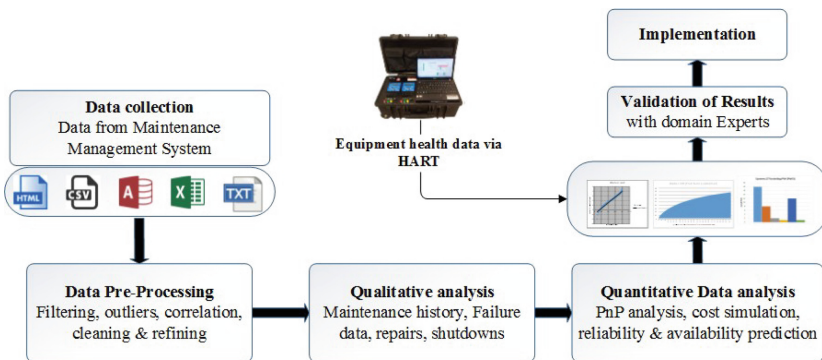 Data collection
Data from Maintenance
Management System
HTML
CSV
A
X
TXT
Data Pre-Processing
Filtering, outliers, correlation,
cleaning & refining
Qualitative analysis
Maintenance history, Failure
data, repairs, shutdowns
Quantitative Data analysis
PnP analysis, cost simulation,
reliability & availability prediction
Equipment health data via
HART
Validation of Results
with domain Experts
Implementation